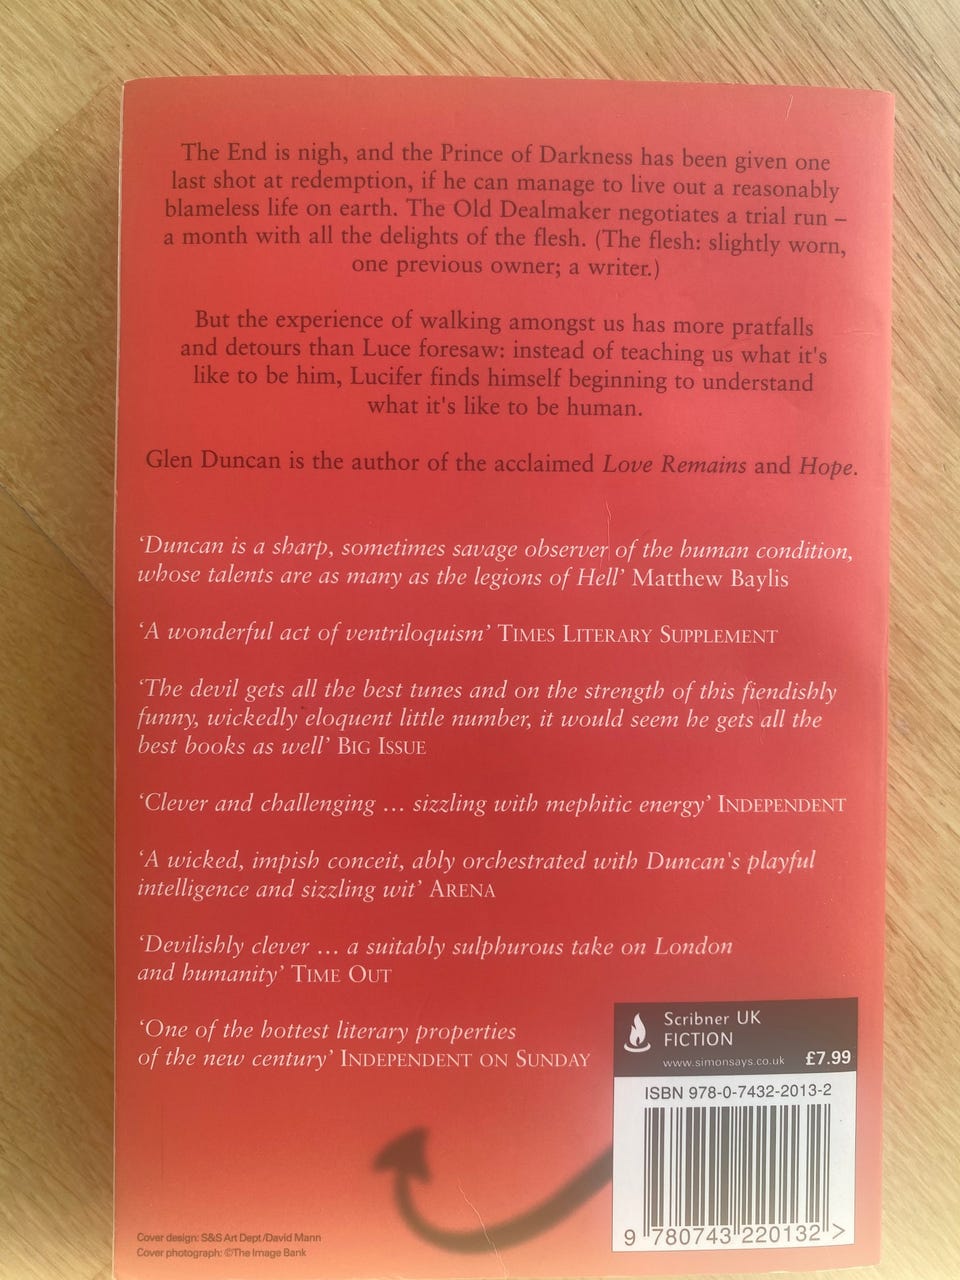 The End is nigh, and the Prince of Darkness has been given one
last shot at redemption, if he can manage to live out a reasonably
blameless life on earth. The Old Dealmaker negotiates a trial run –
a month with all the delights of the flesh. (The flesh: slightly worn,
one previous owner; a writer.)
But the experience of walking amongst us has more pratfalls
and detours than Luce foresaw: instead of teaching us what it's
like to be him, Lucifer finds himself beginning to understand
what it's like to be human.
Glen Duncan is the author of the acclaimed Love Remains and Hope.
‘Duncan is a sharp, sometimes savage observer of the human condition,
whose talents are as many as the legions of Hell’ Matthew Baylis
‘A wonderful act of ventriloquism’ TIMES LITERARY SUPPLEMENT
‘The devil gets all the best tunes and on the strength of this fiendishly
funny, wickedly eloquent little number, it would seem he gets all the
best books as well’ BIG ISSUE
‘Clever and challenging ... sizzling with mephitic energy’ INDEPENDENT
‘A wicked, impish conceit, ably orchestrated with Duncan's playful
intelligence and sizzling wit’ ARENA
‘Devilishly clever ... a suitably sulphurous take on London
and humanity’ TIME OUT
‘One of the hottest literary properties
of the new century’ INDEPENDENT ON SUNDAY
Scribner UK
FICTION
www.simonsays.co.uk £7.99
ISBN 978-0-7432-2013-2
9 780743 220132 >
Cover design: S&S Art Dept/David Mann
Cover photograph: ©The Image Bank